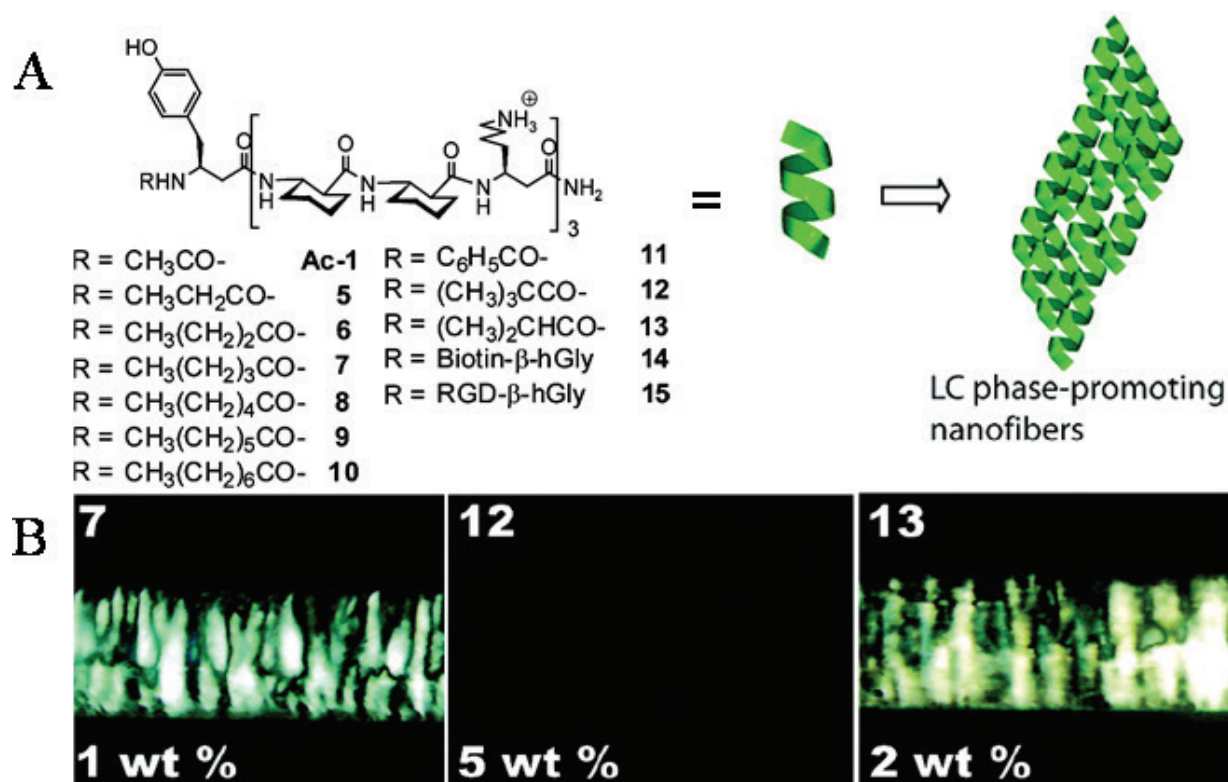 A
HO
NH₃
⊕
O
O
O
O
RHN
N
H
N
H
N
H
NH₂
3
=
R = CH₃CO- Ac-1
R = CH₃CH₂CO- 5
R = CH₃(CH₂)₂CO- 6
R = CH₃(CH₂)₃CO- 7
R = CH₃(CH₂)₄CO- 8
R = CH₃(CH₂)₅CO- 9
R = CH₃(CH₂)₆CO- 10
R = C₆H₅CO- 11
R = (CH₃)₃CCO- 12
R = (CH₃)₂CHCO- 13
R = Biotin-β-hGly 14
R = RGD-β-hGly 15
LC phase-promoting
nanofibers
B
7
1 wt %
12
5 wt %
13
2 wt %